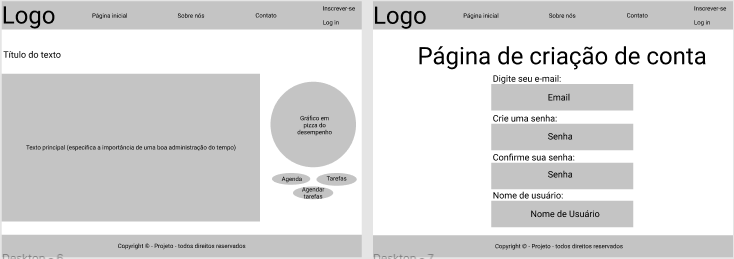 Logo
Página inicial
Sobre nós
Contato
Inscrever-se
Log in
Título do texto
Texto principal (especifica a importância de uma boa administração do tempo)
Gráfico em
pizza do
desempenho
Agenda
Tarefas
Agendar
tarefas
Copyright © - Projeto - todos direitos reservados
Desktop - 6
Logo
Página inicial
Sobre nós
Contato
Inscrever-se
Log in
Página de criação de conta
Digite seu e-mail:
Email
Crie uma senha:
Senha
Confirme sua senha:
Senha
Nome de usuário:
Nome de Usuário
Copyright © - Projeto - todos direitos reservados
Desktop - 7